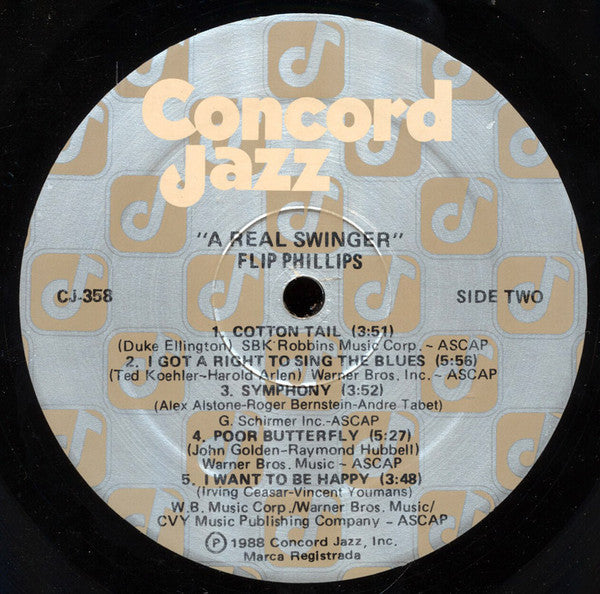 Concord
Jazz
"A REAL SWINGER"
FLIP PHILLIPS
CJ-358
SIDE TWO
1. COTTON TAIL (3:51)
(Duke Ellington) SBK Robbins Music Corp. ~ ASCAP
2. I GOT A RIGHT TO SING THE BLUES (5:56)
(Ted Koehler~Harold Arlen) Warner Bros. Inc. ~ ASCAP
3. SYMPHONY (3:52)
(Alex Alstone-Roger Bernstein-Andre Tabet)
G. Schirmer Inc.-ASCAP
4. POOR BUTTERFLY (5:27)
(John Golden-Raymond Hubbell)
Warner Bros. Music ~ ASCAP
5. I WANT TO BE HAPPY (3:48)
(Irving Ceasar-Vincent Youmans)
W.B. Music Corp./Warner Bros. Music/
CVY Music Publishing Company ~ ASCAP
℗ 1988 Concord Jazz, Inc.
Marca Registrada